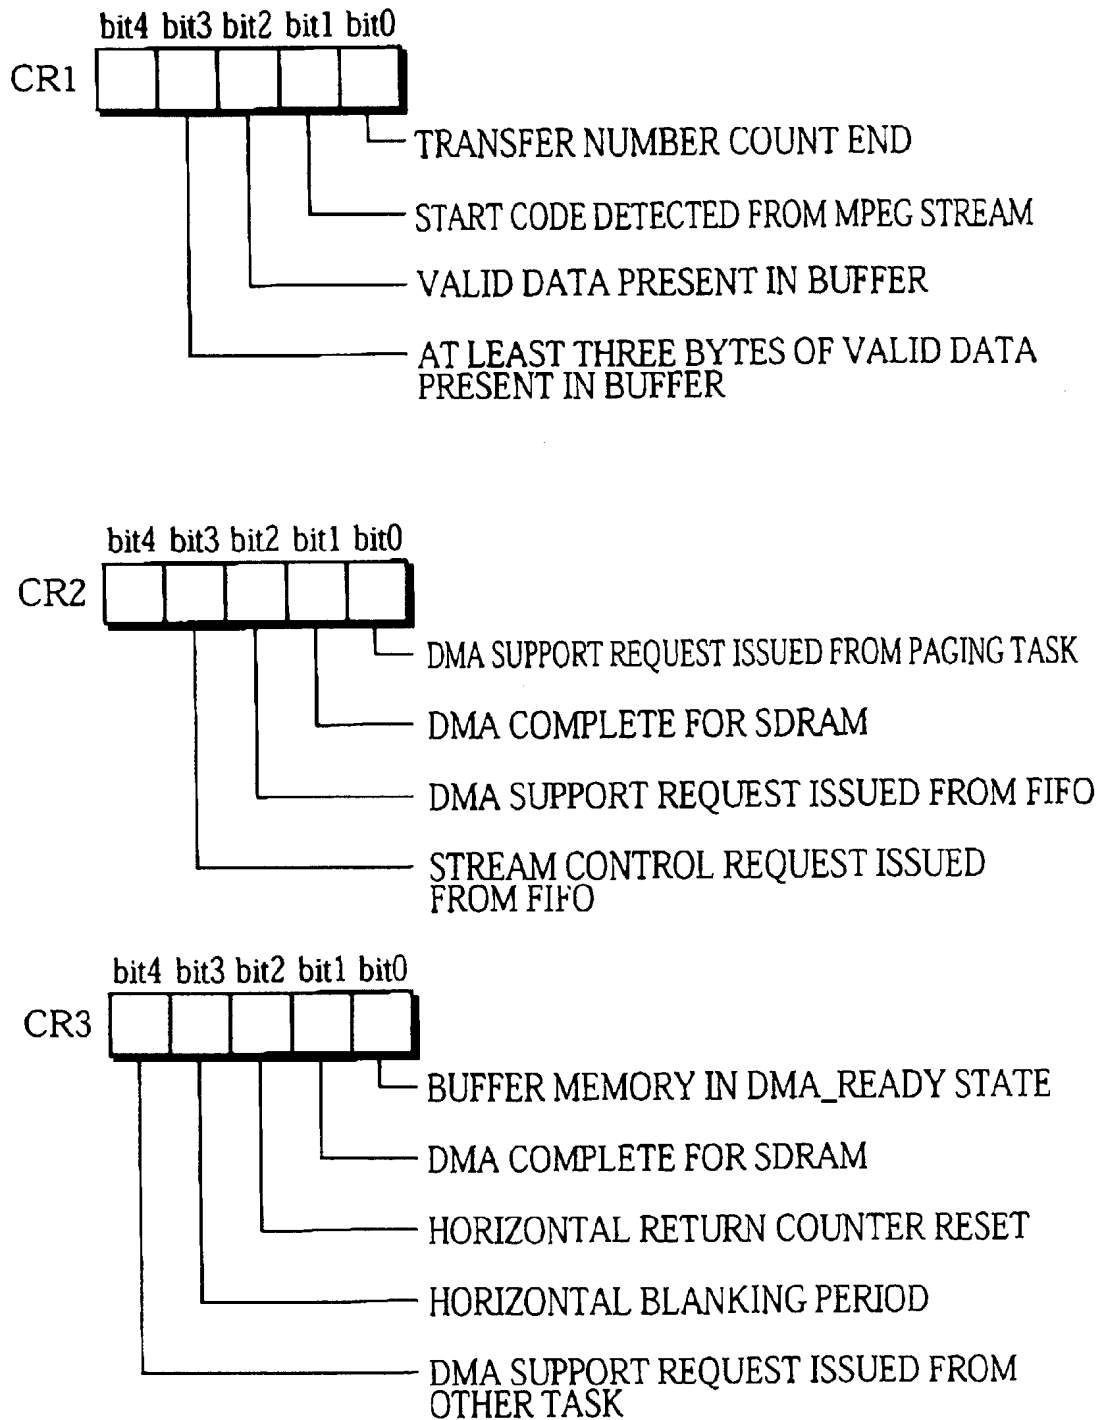 bit4 bit3 bit2 bit1 bit0
CR1
TRANSFER NUMBER COUNT END
START CODE DETECTED FROM MPEG STREAM
VALID DATA PRESENT IN BUFFER
AT LEAST THREE BYTES OF VALID DATA
PRESENT IN BUFFER
bit4 bit3 bit2 bit1 bit0
CR2
DMA SUPPORT REQUEST ISSUED FROM PAGING TASK
DMA COMPLETE FOR SDRAM
DMA SUPPORT REQUEST ISSUED FROM FIFO
STREAM CONTROL REQUEST ISSUED
FROM FIFO
bit4 bit3 bit2 bit1 bit0
CR3
BUFFER MEMORY IN DMA_READY STATE
DMA COMPLETE FOR SDRAM
HORIZONTAL RETURN COUNTER RESET
HORIZONTAL BLANKING PERIOD
DMA SUPPORT REQUEST ISSUED FROM
OTHER TASK